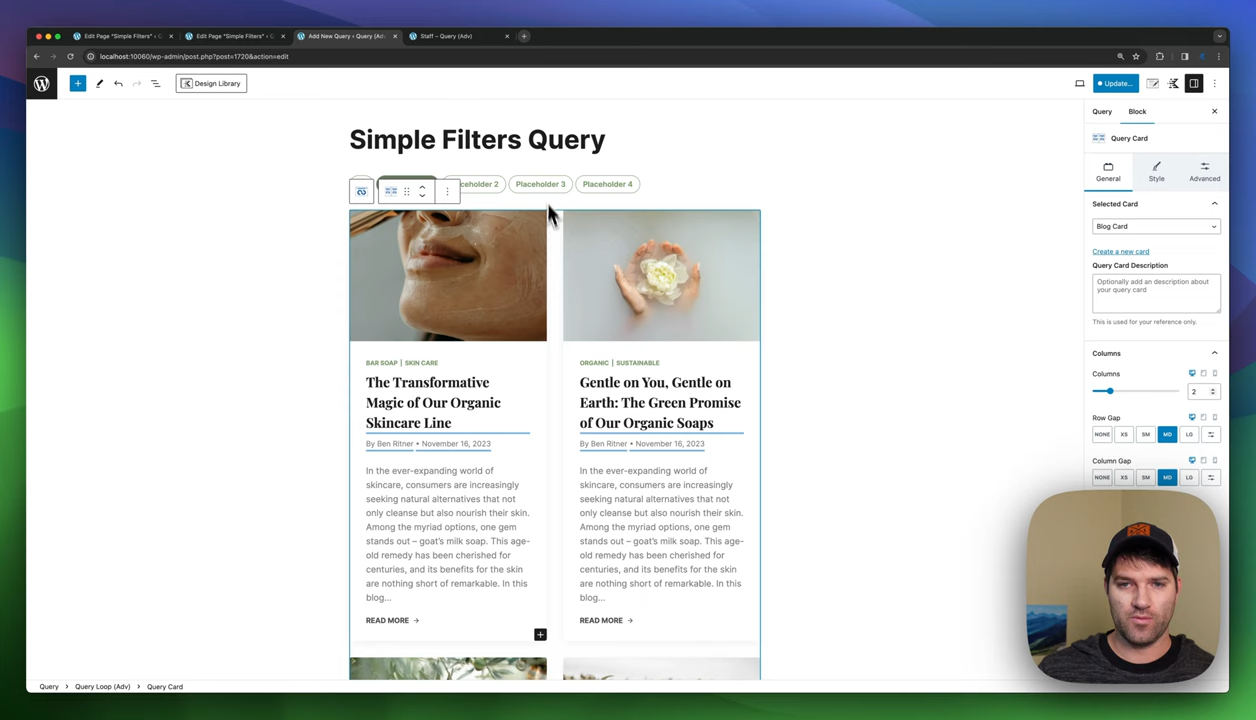 Edit Page "Simple Filters" ‹ Q
Edit Page "Simple Filters" ‹ Q
Add New Query ‹ Query (Adv
Staff – Query (Adv)
localhost:10060/wp-admin/post.php?post=1720&action=edit
Design Library
Update...
Simple Filters Query
aceholder 2
Placeholder 3
Placeholder 4
BAR SOAP | SKIN CARE
The Transformative
Magic of Our Organic
Skincare Line
By Ben Ritner • November 16, 2023
In the ever-expanding world of
skincare, consumers are increasingly
seeking natural alternatives that not
only cleanse but also nourish their skin.
Among the myriad options, one gem
stands out – goat's milk soap. This age-
old remedy has been cherished for
centuries, and its benefits for the skin
are nothing short of remarkable. In this
blog...
READ MORE →
ORGANIC | SUSTAINABLE
Gentle on You, Gentle on
Earth: The Green Promise
of Our Organic Soaps
By Ben Ritner • November 16, 2023
In the ever-expanding world of
skincare, consumers are increasingly
seeking natural alternatives that not
only cleanse but also nourish their skin.
Among the myriad options, one gem
stands out – goat's milk soap. This age-
old remedy has been cherished for
centuries, and its benefits for the skin
are nothing short of remarkable. In this
blog...
READ MORE →
Query
Block
Query Card
General
Style
Advanced
Selected Card
Blog Card
Create a new card
Query Card Description
Optionally add an description about
your query card
This is used for your reference only.
Columns
Columns
2
Row Gap
NONE XS SM MD LG
Column Gap
NONE XS SM MD LG
Query > Query Loop (Adv) > Query Card